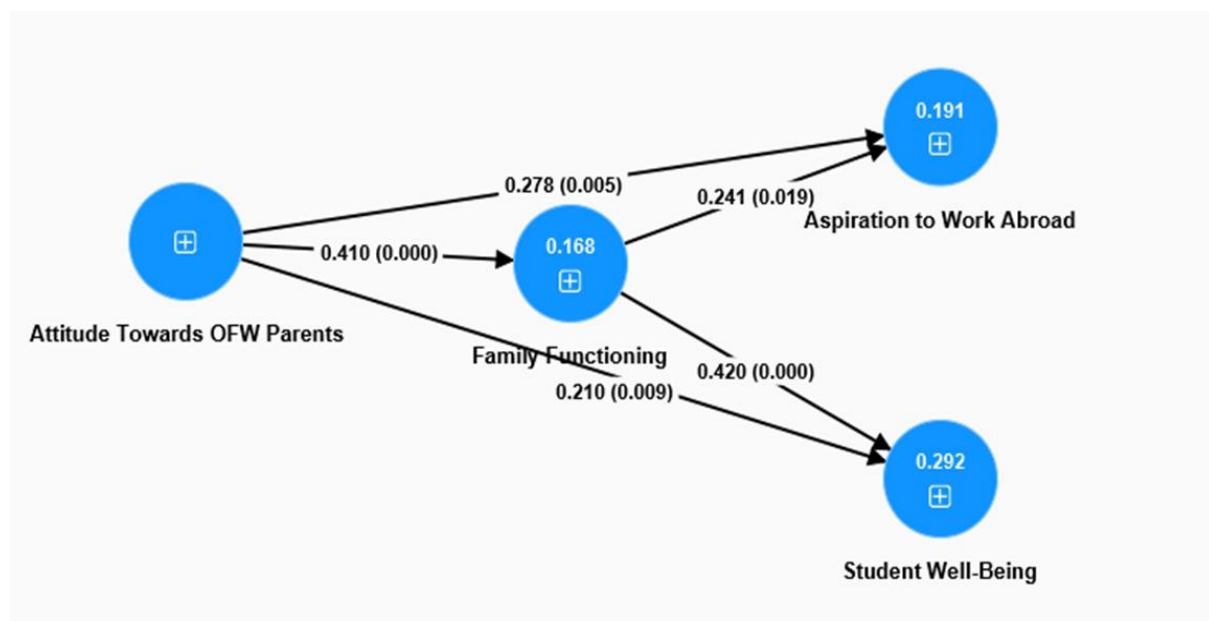 0.191
0.278 (0.005)
0.241 (0.019)
Aspiration to Work Abroad
0.410 (0.000)
0.168
Attitude Towards OFW Parents
Family Functioning
0.420 (0.000)
0.210 (0.009)
0.292
Student Well-Being